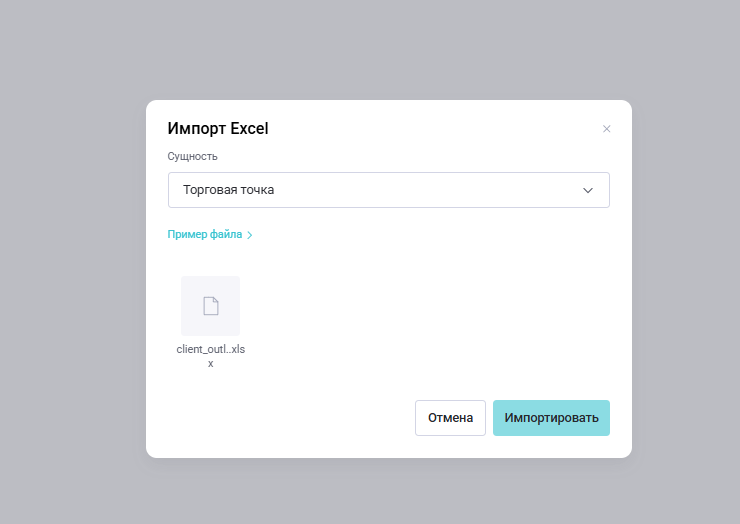 Импорт Excel
Сущность
Торговая точка
Пример файла
client_outl..xls
x
Отмена
Импортировать